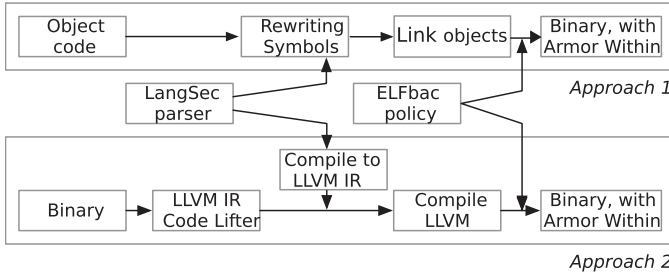 Object
code
Rewriting
Symbols
Link objects
Binary, with
Armor Within
Approach 1
LangSec
parser
ELFbac
policy
Compile to
LLVM IR
Binary
LLVM IR
Code Lifter
Compile
LLVM
Binary, with
Armor Within
Approach 2